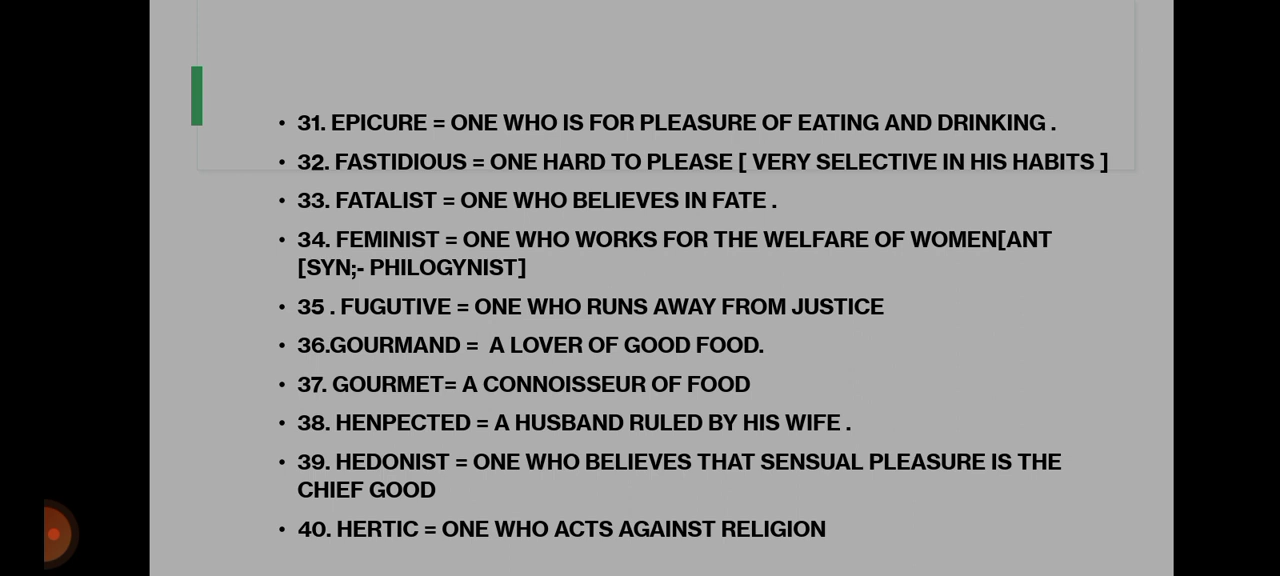 • 31. EPICURE = ONE WHO IS FOR PLEASURE OF EATING AND DRINKING .
• 32. FASTIDIOUS = ONE HARD TO PLEASE [ VERY SELECTIVE IN HIS HABITS ]
• 33. FATALIST = ONE WHO BELIEVES IN FATE .
• 34. FEMINIST = ONE WHO WORKS FOR THE WELFARE OF WOMEN[ANT
[SYN;- PHILOGYNIST]
• 35 . FUGUTIVE = ONE WHO RUNS AWAY FROM JUSTICE
• 36.GOURMAND =  A LOVER OF GOOD FOOD.
• 37. GOURMET= A CONNOISSEUR OF FOOD
• 38. HENPECTED = A HUSBAND RULED BY HIS WIFE .
• 39. HEDONIST = ONE WHO BELIEVES THAT SENSUAL PLEASURE IS THE
CHIEF GOOD
• 40. HERTIC = ONE WHO ACTS AGAINST RELIGION